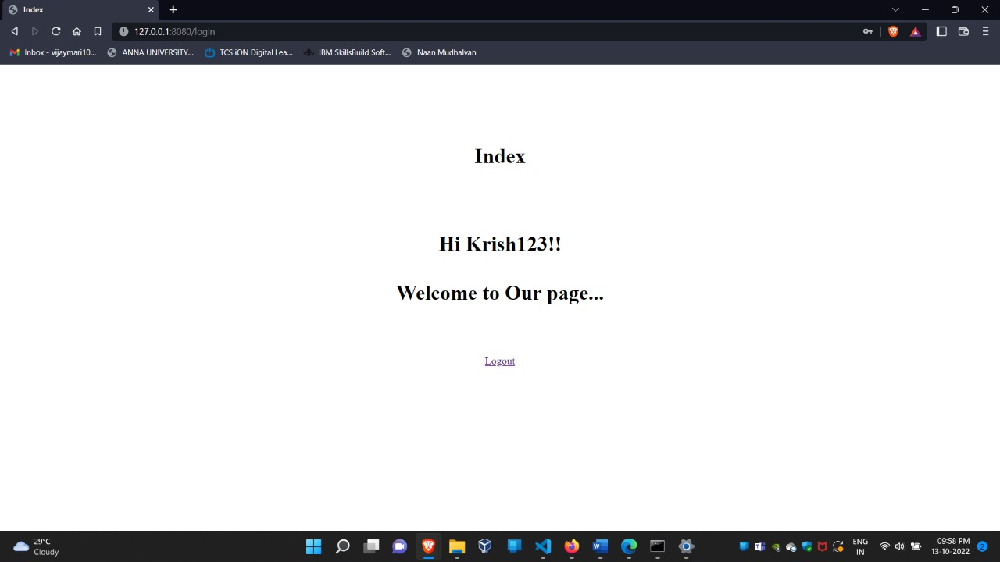 Index
127.0.0.1:8080/login
Inbox - vijaymari10... ANNA UNIVERSITY... TCS iON Digital Lea... IBM SkillsBuild Soft... Naan Mudhalvan
Index
Hi Krish123!!
Welcome to Our page...
Logout
29°C
Cloudy
ENG
IN
09:58 PM
13-10-2022
2